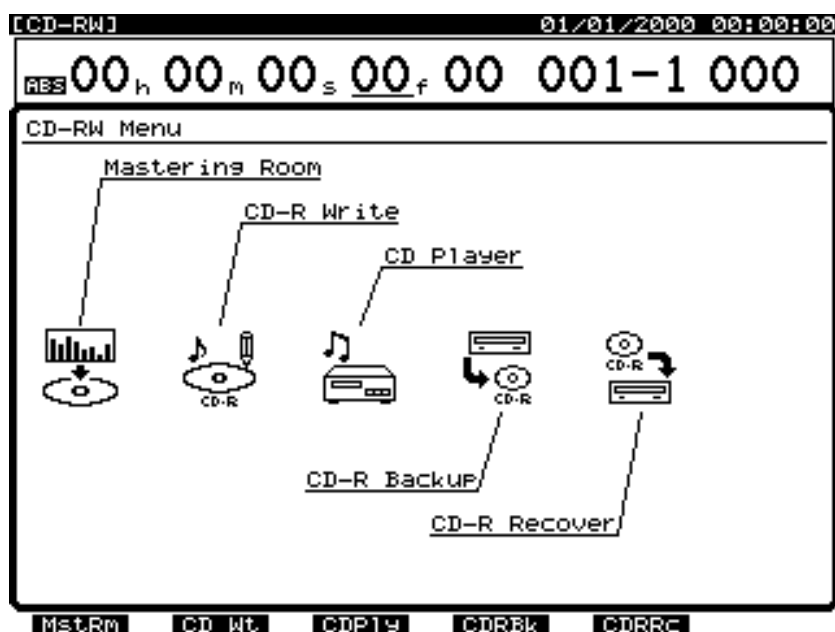 [CD-RW] 01/01/2000 00:00:00
ABS 00h 00m 00s 00f 00 001-1 000
CD-RW Menu
Mastering Room
CD-R Write
CD Player
CD-R
CD-R
CD-R
CD-R Backup
CD-R Recover
MstRm CD Wt CDPly CDRBk CDRRc